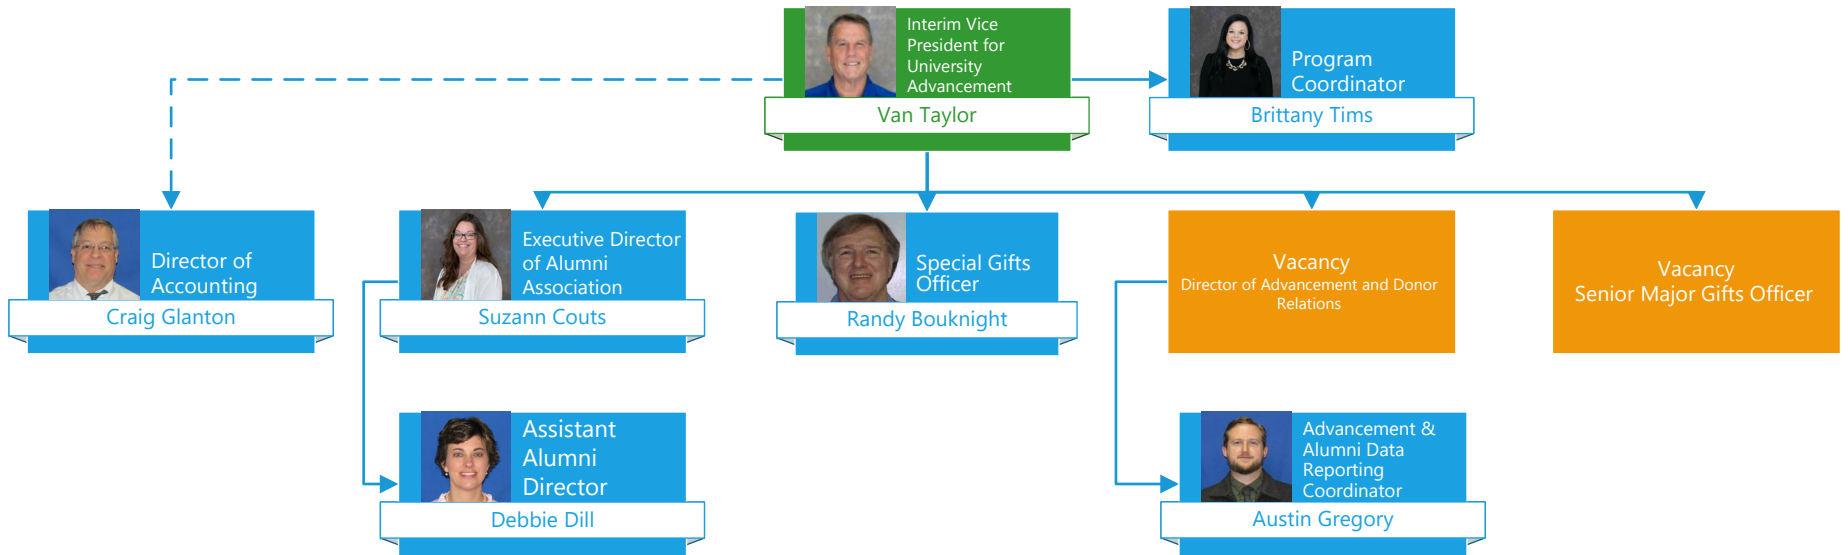 Interim Vice
President for
University
Advancement
Van Taylor
Program
Coordinator
Brittany Tims
Director of
Accounting
Craig Glanton
Executive Director
of Alumni
Association
Suzann Couts
Special Gifts
Officer
Randy Bouknight
Vacancy
Director of Advancement and Donor
Relations
Vacancy
Senior Major Gifts Officer
Assistant
Alumni
Director
Debbie Dill
Advancement &
Alumni Data
Reporting
Coordinator
Austin Gregory